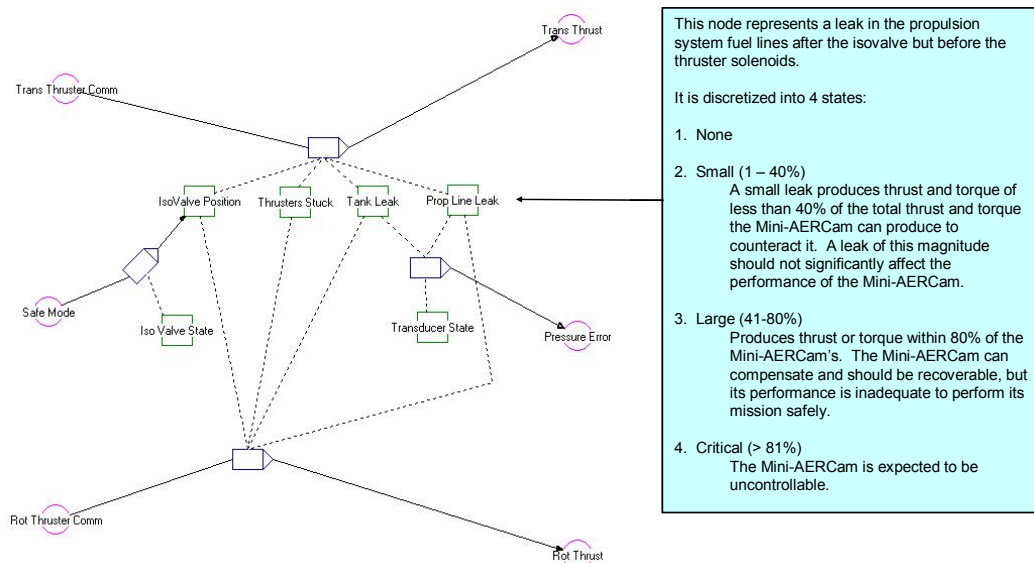 Trans Thrust
Trans Thruster Comm
IsoValve Position
Thrusters Stuck
Tank Leak
Prop Line Leak
Safe Mode
Iso Valve State
Transducer State
Pressure Error
Rot Thruster Comm
Rot Thrust
This node represents a leak in the propulsion
system fuel lines after the isovalve but before the
thruster solenoids.
It is discretized into 4 states:
1. None
2. Small (1 – 40%)
A small leak produces thrust and torque of
less than 40% of the total thrust and torque
the Mini-AERCam can produce to
counteract it. A leak of this magnitude
should not significantly affect the
performance of the Mini-AERCam.
3. Large (41-80%)
Produces thrust or torque within 80% of the
Mini-AERCam's. The Mini-AERCam can
compensate and should be recoverable, but
its performance is inadequate to perform its
mission safely.
4. Critical (> 81%)
The Mini-AERCam is expected to be
uncontrollable.